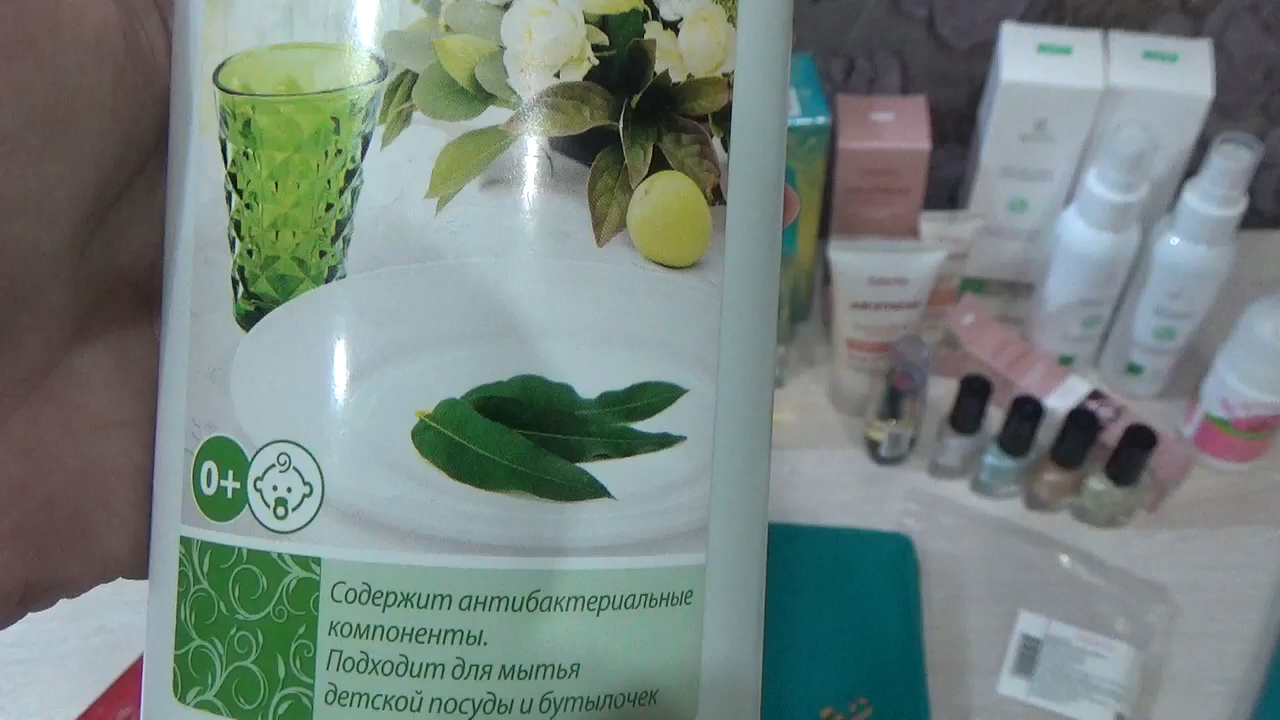 0+
Содержит антибактериальные
компоненты.
Подходит для мытья
детской посуды и бутылочек